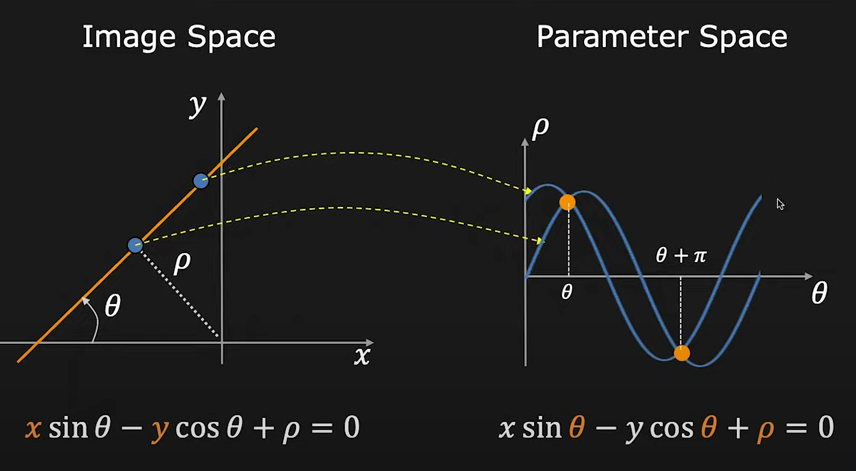 Image Space
Parameter Space
y
ρ
ρ
θ
θ + π
θ
θ
x
x sin θ − y cos θ + ρ = 0
x sin θ − y cos θ + ρ = 0